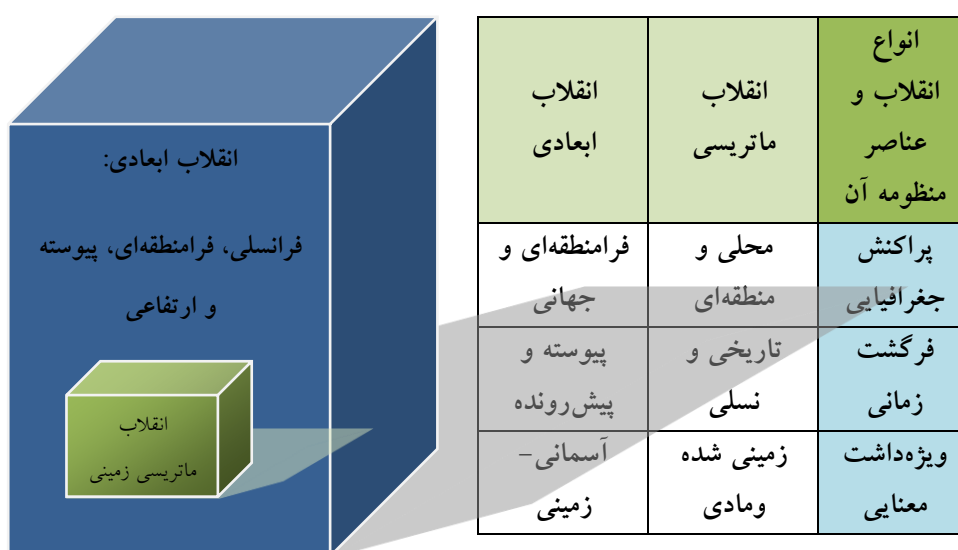 انواع
انقلاب و
عناصر
منظومه آن
انقلاب
ماتریسی
انقلاب
ابعادی
پراکنش
جغرافیایی
محلی و
منطقه‌ای
فرامنطقه‌ای و
جهانی
فرگشت
زمانی
تاریخی و
نسلی
پیوسته و
پیش‌رونده
ویژه‌داشت
معنایی
زمینی شده
ومادی
آسمانی-
زمینی
انقلاب ابعادی:
فرانسلی، فرامنطقه‌ای، پیوسته
و ارتفاعی
انقلاب
ماتریسی زمینی